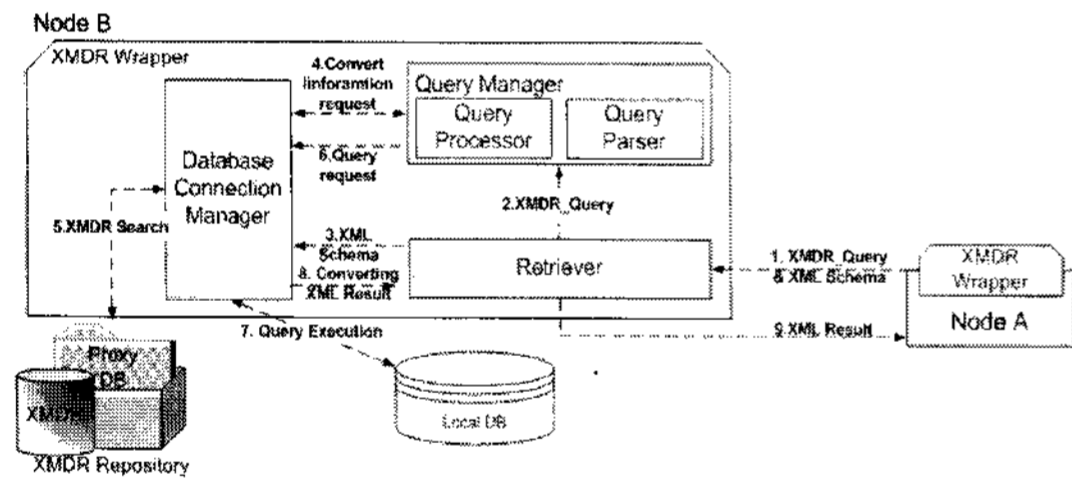 Node B
XMDR Wrapper
4.Convert
Iinforamtion
request
Query Manager
Query
Processor
Query
Parser
Database
Connection
Manager
6.Query
request
2.XMDR_Query
5.XMDR Search
3.XML
Schema
8. Converting
XML Result
Retriever
1. XMDR_Query
& XML Schema
XMDR
Wrapper
Node A
9.XML Result
7. Query Execution
Proxy
DB
XMDR
XMDR Repository
Local DB